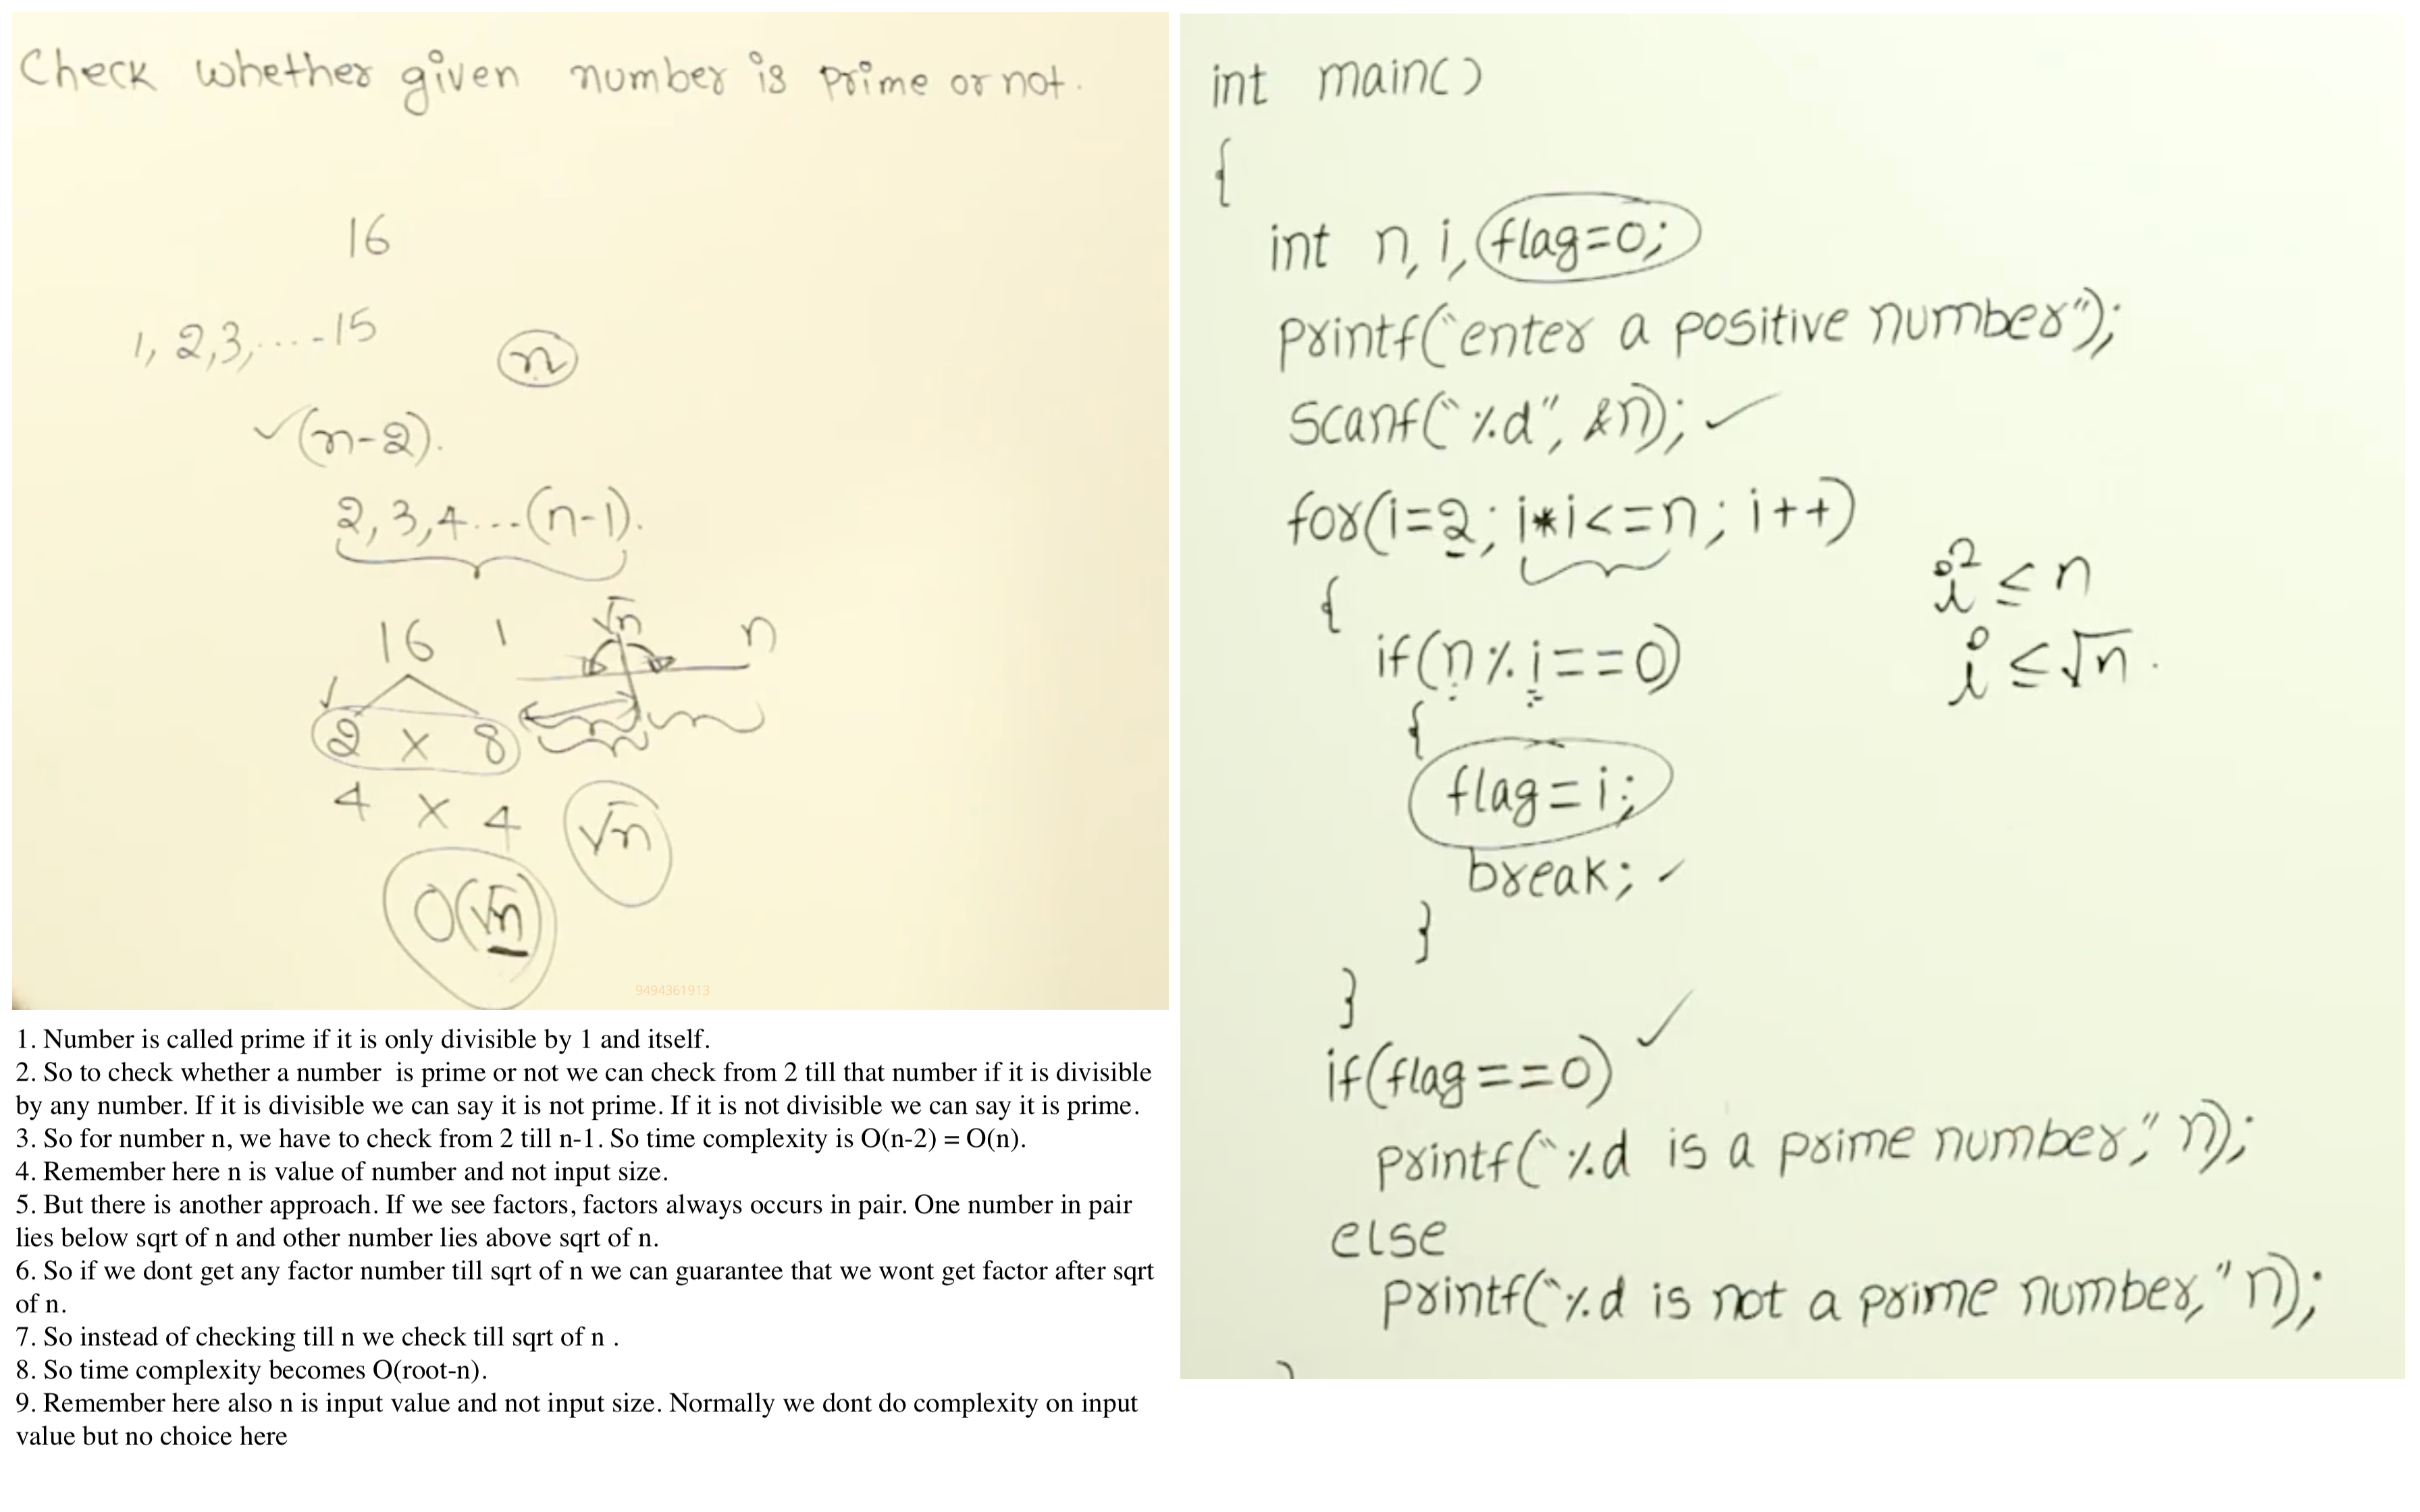 Check whether given number is prime or not.
16
1, 2,3,...-15
n
(n-2).
2,3,4...(n-1).
16 1 √n n
2 x 8
4 x 4
√n
O(√n)
9494361913
1. Number is called prime if it is only divisible by 1 and itself.
2. So to check whether a number  is prime or not we can check from 2 till that number if it is divisible
by any number. If it is divisible we can say it is not prime. If it is not divisible we can say it is prime.
3. So for number n, we have to check from 2 till n-1. So time complexity is O(n-2) = O(n).
4. Remember here n is value of number and not input size.
5. But there is another approach. If we see factors, factors always occurs in pair. One number in pair
lies below sqrt of n and other number lies above sqrt of n.
6. So if we dont get any factor number till sqrt of n we can guarantee that we wont get factor after sqrt
of n.
7. So instead of checking till n we check till sqrt of n .
8. So time complexity becomes O(root-n).
9. Remember here also n is input value and not input size. Normally we dont do complexity on input
value but no choice here
int main()
{
int n, i, flag=0;
printf("enter a positive number");
scanf("%d", &n);
for(i=2; i*i<=n; i++)
i² ≤ n
{
if(n%i==0)
i ≤ √n.
{
flag=i;
break;
}
}
if(flag==0)
printf("%d is a prime number," n);
else
printf("%d is not a prime number," n);
}